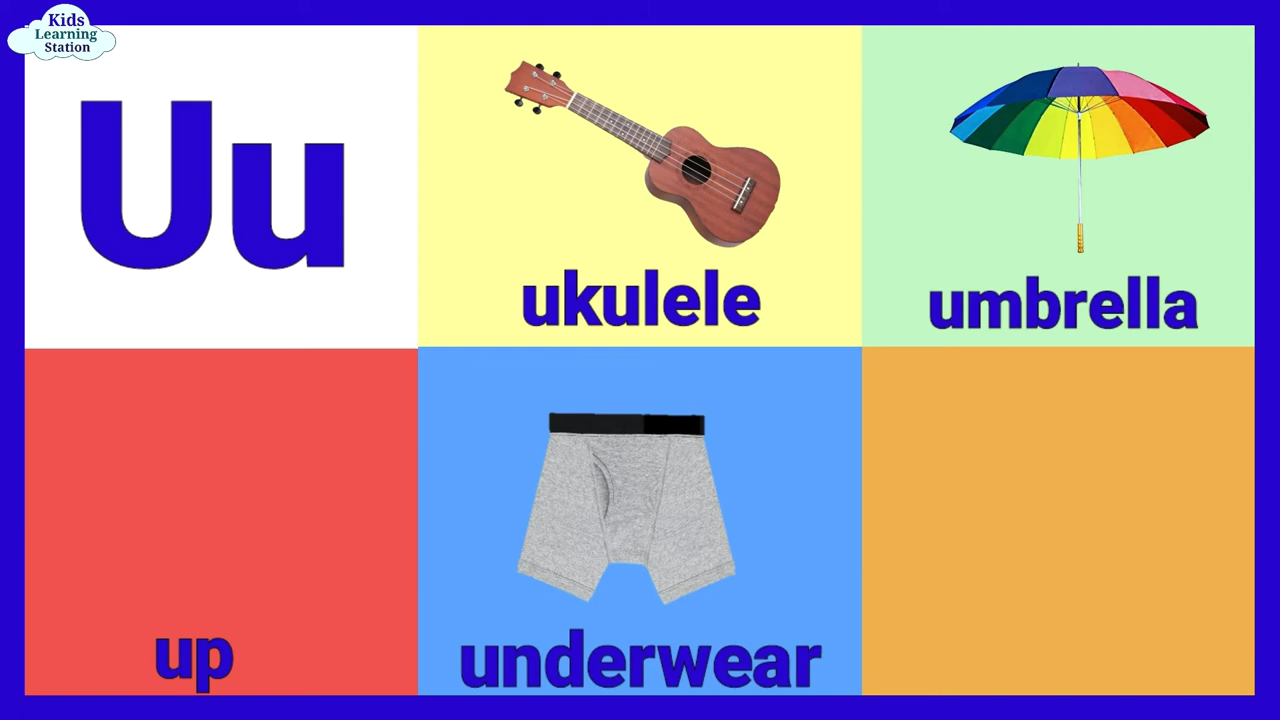 Kids
Learning
Station
Uu
ukulele
umbrella
up
underwear